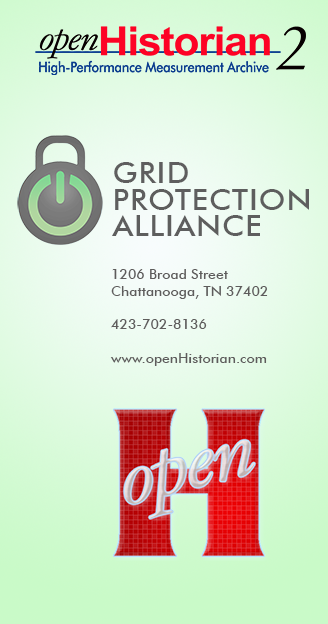 openHistorian 2
High-Performance Measurement Archive
GRID
PROTECTION
ALLIANCE
1206 Broad Street
Chattanooga, TN 37402
423-702-8136
www.openHistorian.com
H
open